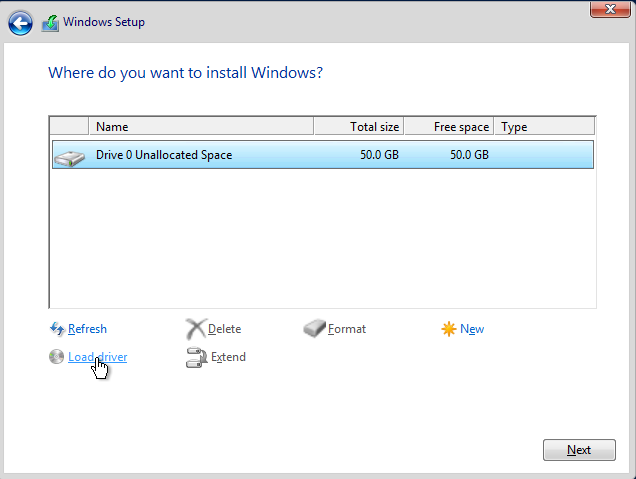 Windows Setup
Where do you want to install Windows?
Name Total size Free space Type
Drive 0 Unallocated Space 50.0 GB 50.0 GB
Refresh Delete Format New
Load driver Extend
Next